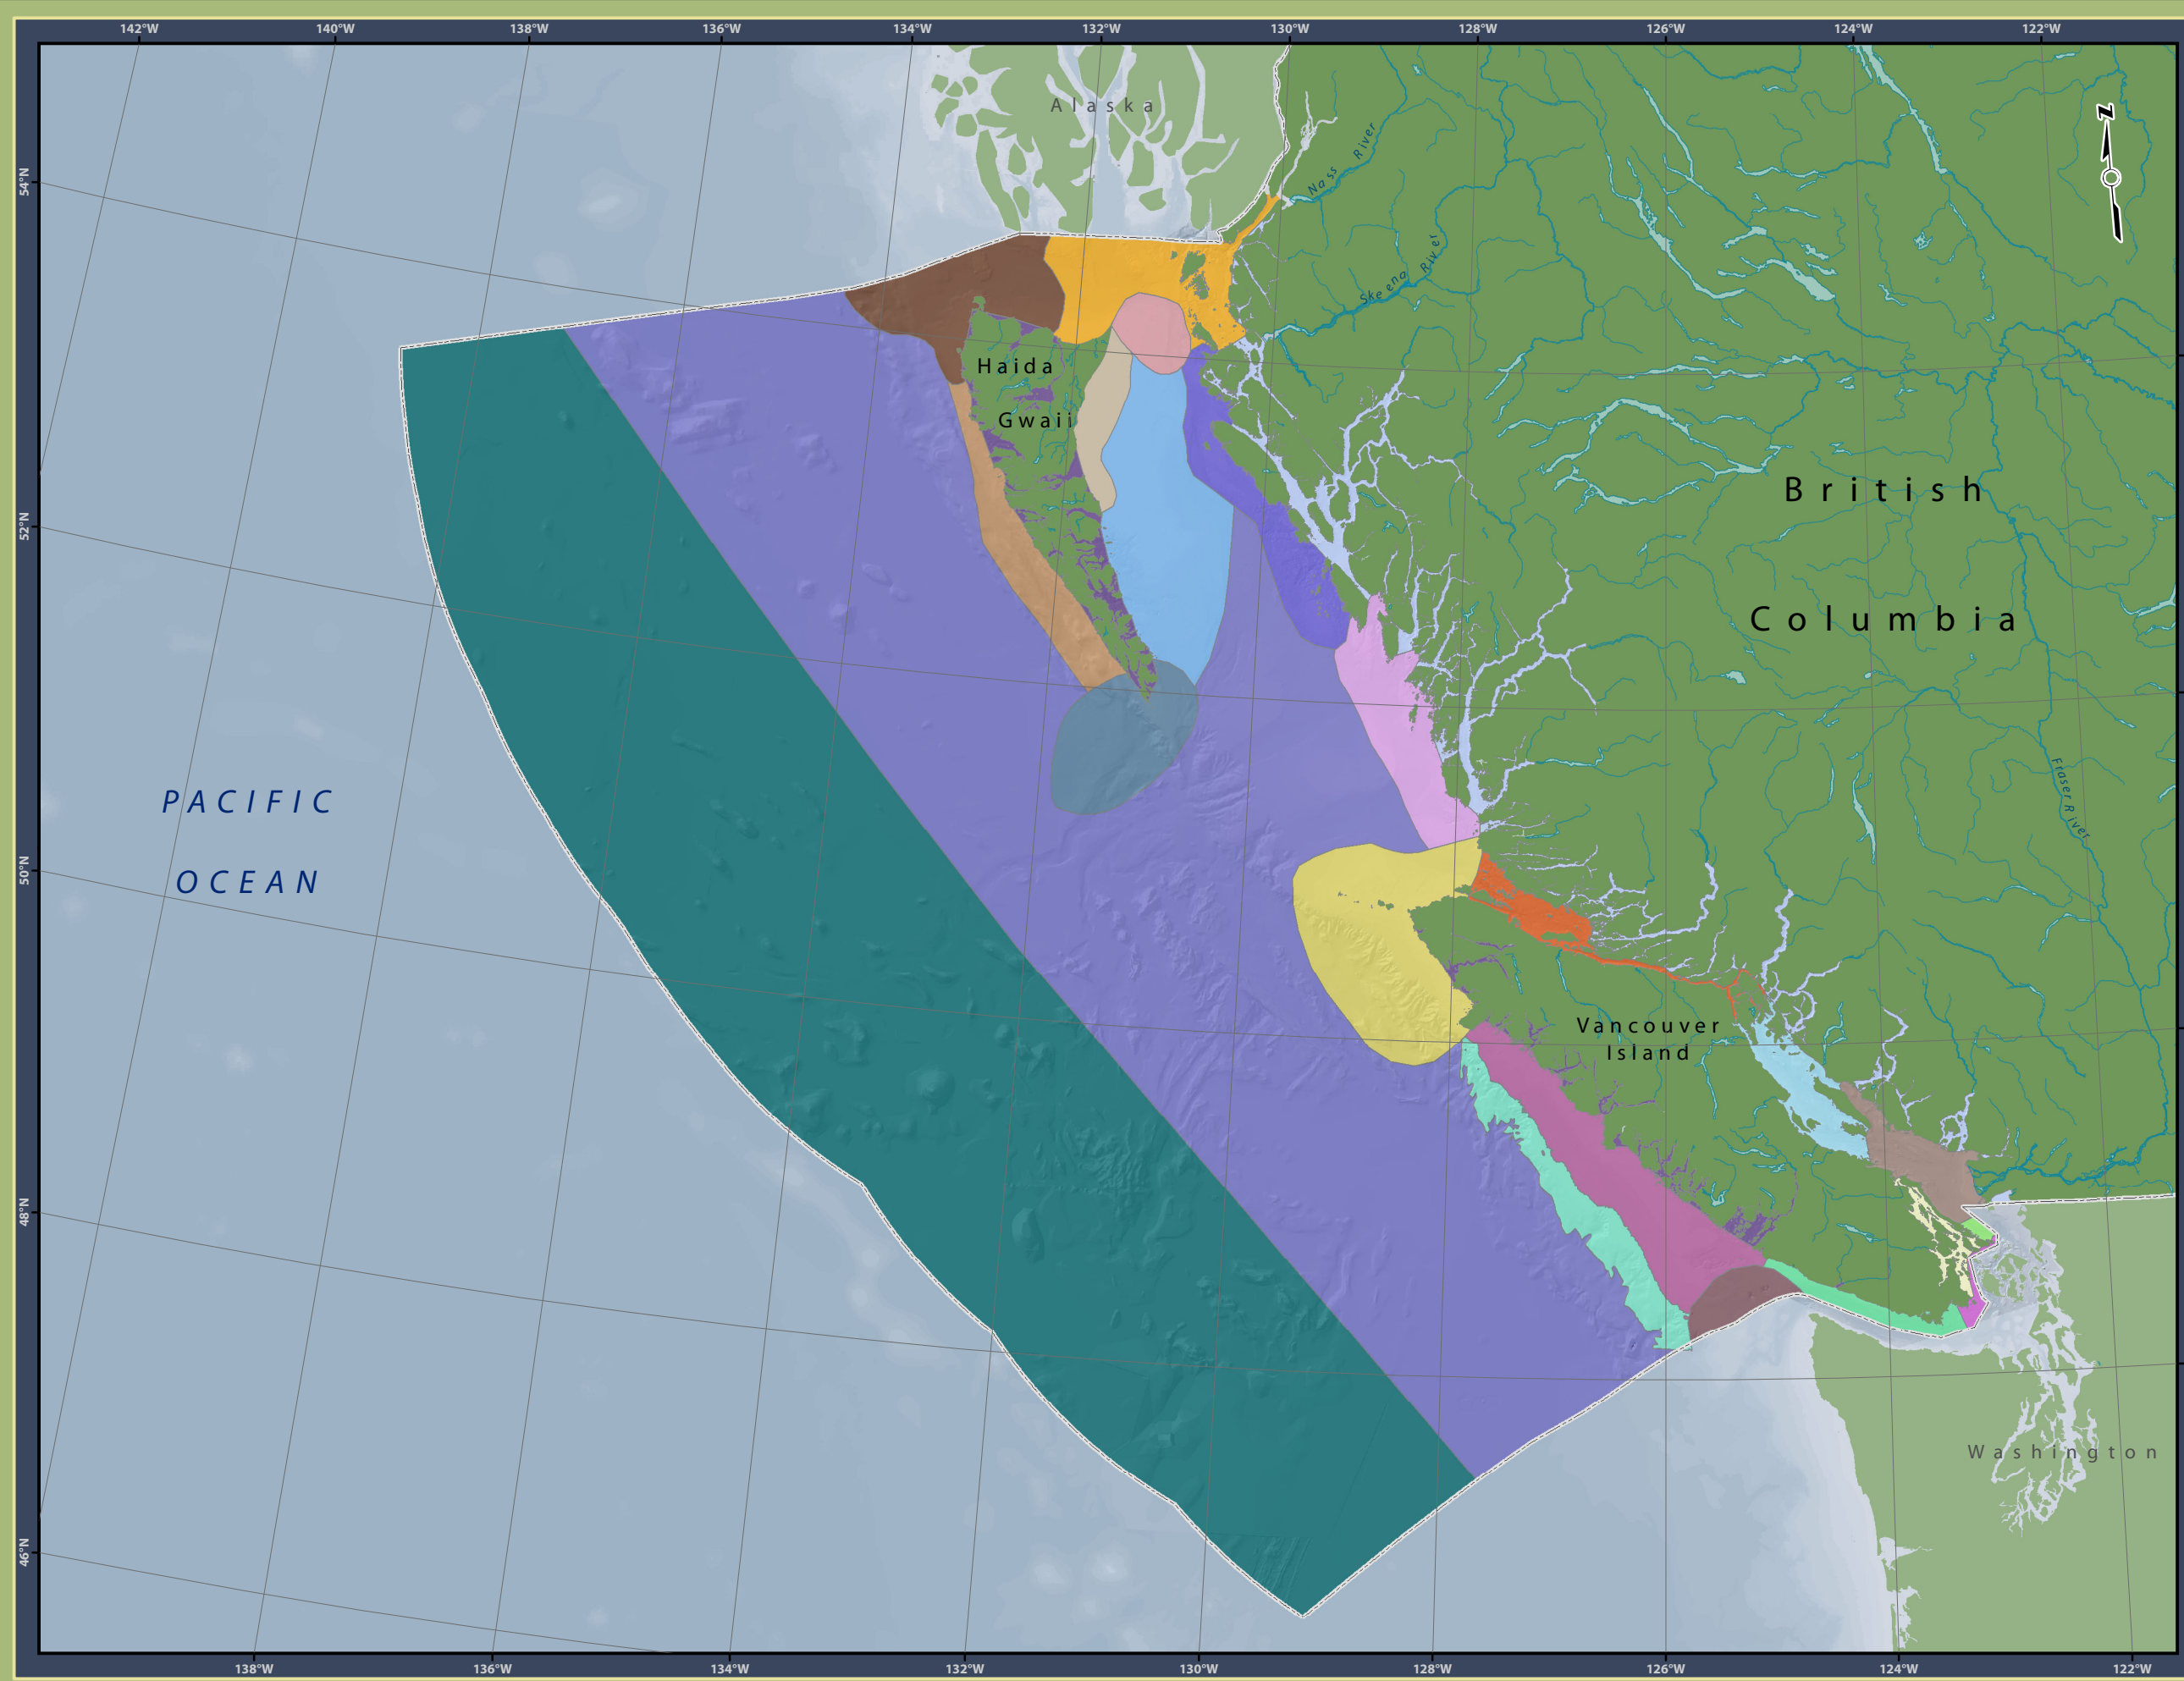 142°W 140°W 138°W 136°W 134°W 132°W 130°W 128°W 126°W 124°W 122°W
Alaska
N
Nass River
54°N
Skeena River
Haida
Gwaii
British
52°N
Columbia
PACIFIC
Fraser River
OCEAN
50°N
Vancouver
Island
48°N
Washington
46°N
138°W 136°W 134°W 132°W 130°W 128°W 126°W 124°W 122°W